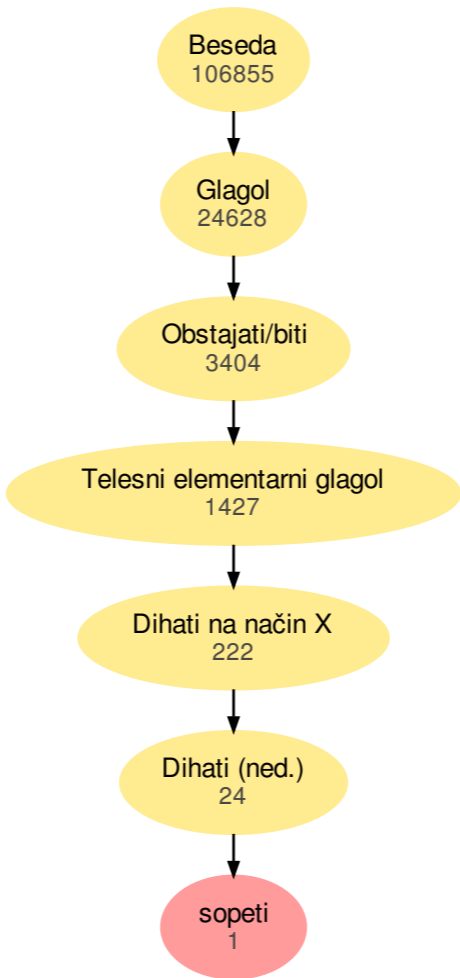 Beseda
106855
Glagol
24628
Obstajati/biti
3404
Telesni elementarni glagol
1427
Dihati na način X
222
Dihati (ned.)
24
sopeti
1